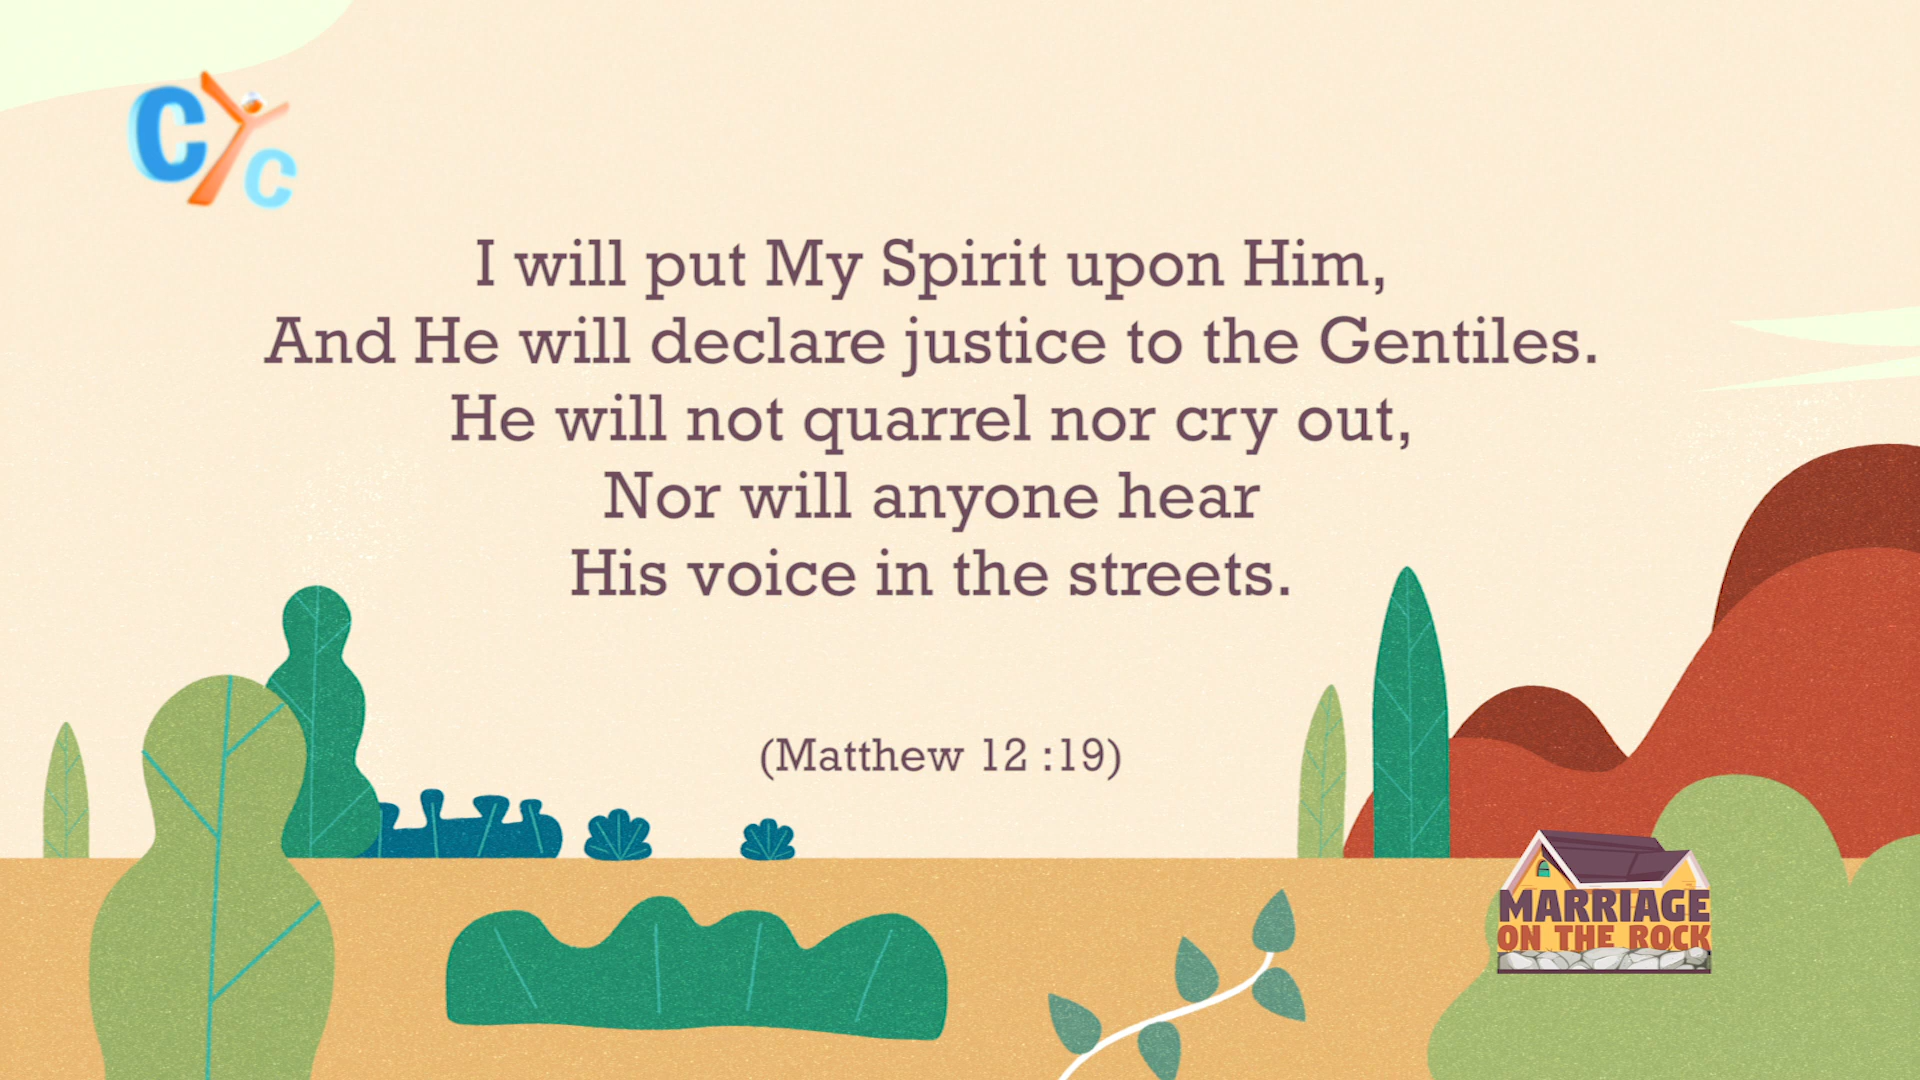 CYC
I will put My Spirit upon Him,
And He will declare justice to the Gentiles.
He will not quarrel nor cry out,
Nor will anyone hear
His voice in the streets.
(Matthew 12 :19)
MARRIAGE
ON THE ROCK